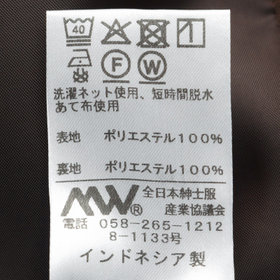 40
F W
洗濯ネット使用、短時間脱水
あて布使用
表地 ポリエステル100%
裏地 ポリエステル100%
MW® 全日本紳士服
産業協議会
電話 058-265-1212
8-1133号
インドネシア製